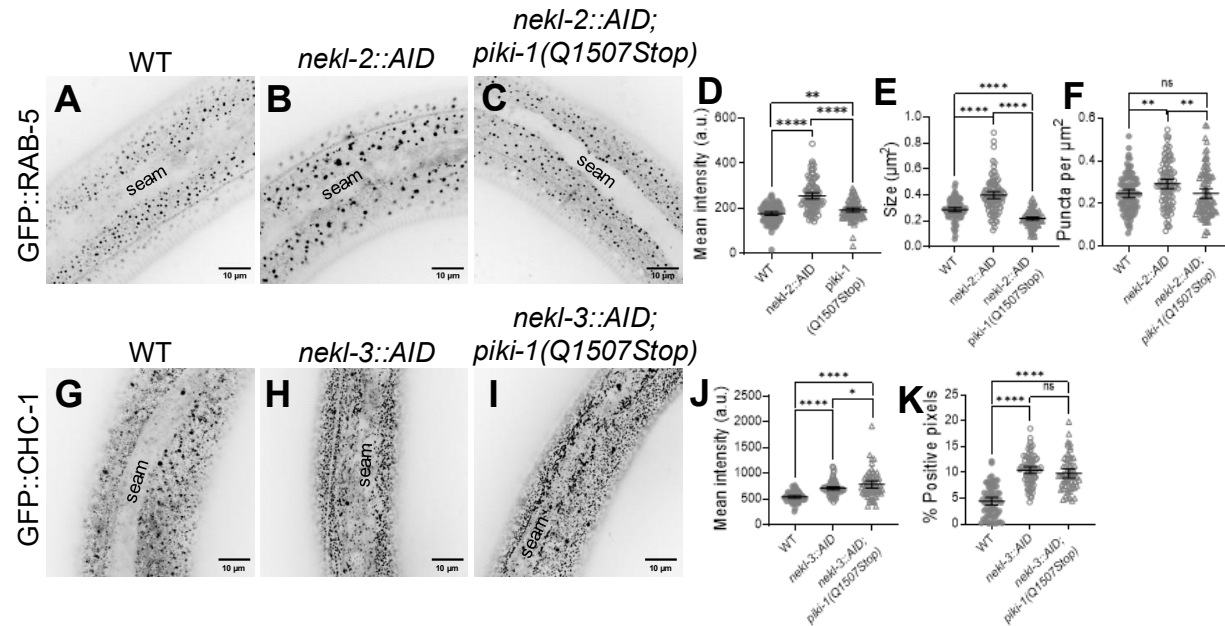 WT
nekl-2::AID
nekl-2::AID;
piki-1(Q1507Stop)
GFP::RAB-5
A
seam
10 µm
B
seam
10 µm
C
seam
10 µm
D
Mean intensity (a.u.)
600
400
200
0
**
****
****
WT
nekl-2::AID
piki-1
(Q1507Stop)
E
Size (µm²)
1.0
0.8
0.6
0.4
0.2
0.0
****
****
****
WT
nekl-2::AID
nekl-2::AID
piki-1(Q1507Stop)
F
Puncta per µm²
0.6
0.4
0.2
0.0
ns
**
**
WT
nekl-2::AID
nekl-2::AID;
piki-1(Q1507Stop)
WT
nekl-3::AID
nekl-3::AID;
piki-1(Q1507Stop)
GFP::CHC-1
G
seam
10 µm
H
seam
10 µm
I
seam
10 µm
J
Mean intensity (a.u.)
2500
2000
1500
1000
500
0
****
****
*
WT
nekl-3::AID
nekl-3::AID;
piki-1(Q1507Stop)
K
% Positive pixels
25
20
15
10
5
0
****
****
ns
WT
nekl-3::AID
nekl-3::AID;
piki-1(Q1507Stop)